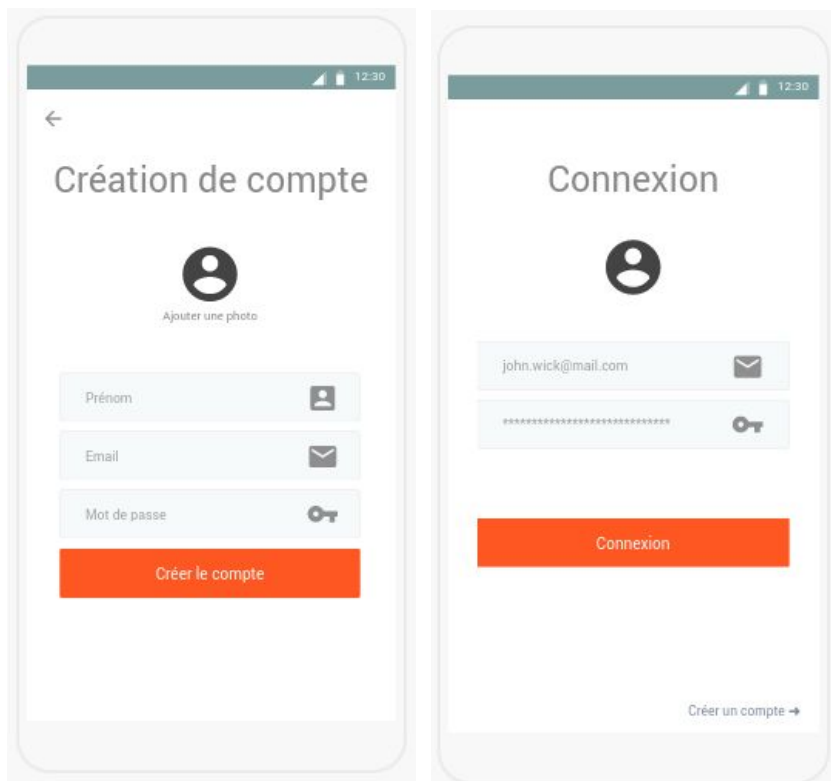 12:30
Création de compte
Ajouter une photo
Prénom
Email
Mot de passe
Créer le compte
12:30
Connexion
john.wick@mail.com
*****************************
Connexion
Créer un compte ➔